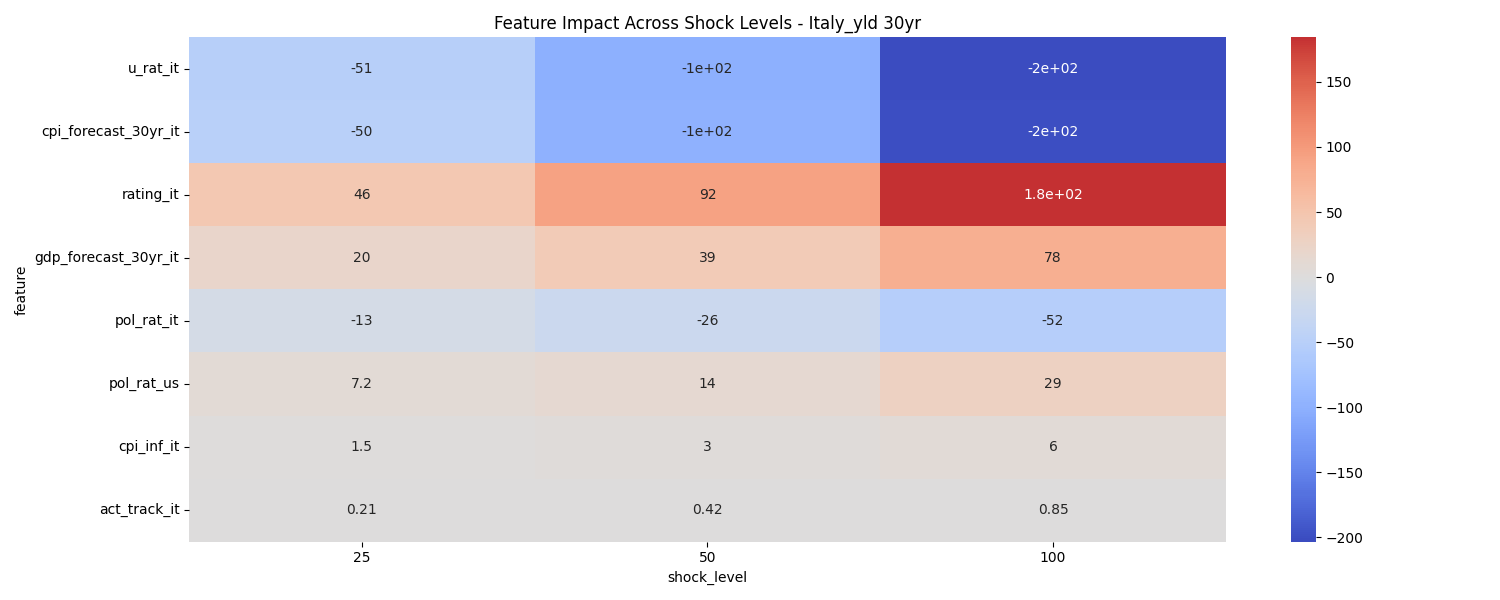 Feature Impact Across Shock Levels - Italy_yld 30yr
feature
u_rat_it -51 -1e+02 -2e+02
cpi_forecast_30yr_it -50 -1e+02 -2e+02
rating_it 46 92 1.8e+02
gdp_forecast_30yr_it 20 39 78
pol_rat_it -13 -26 -52
pol_rat_us 7.2 14 29
cpi_inf_it 1.5 3 6
act_track_it 0.21 0.42 0.85
25 50 100
shock_level
150
100
50
0
−50
−100
−150
−200